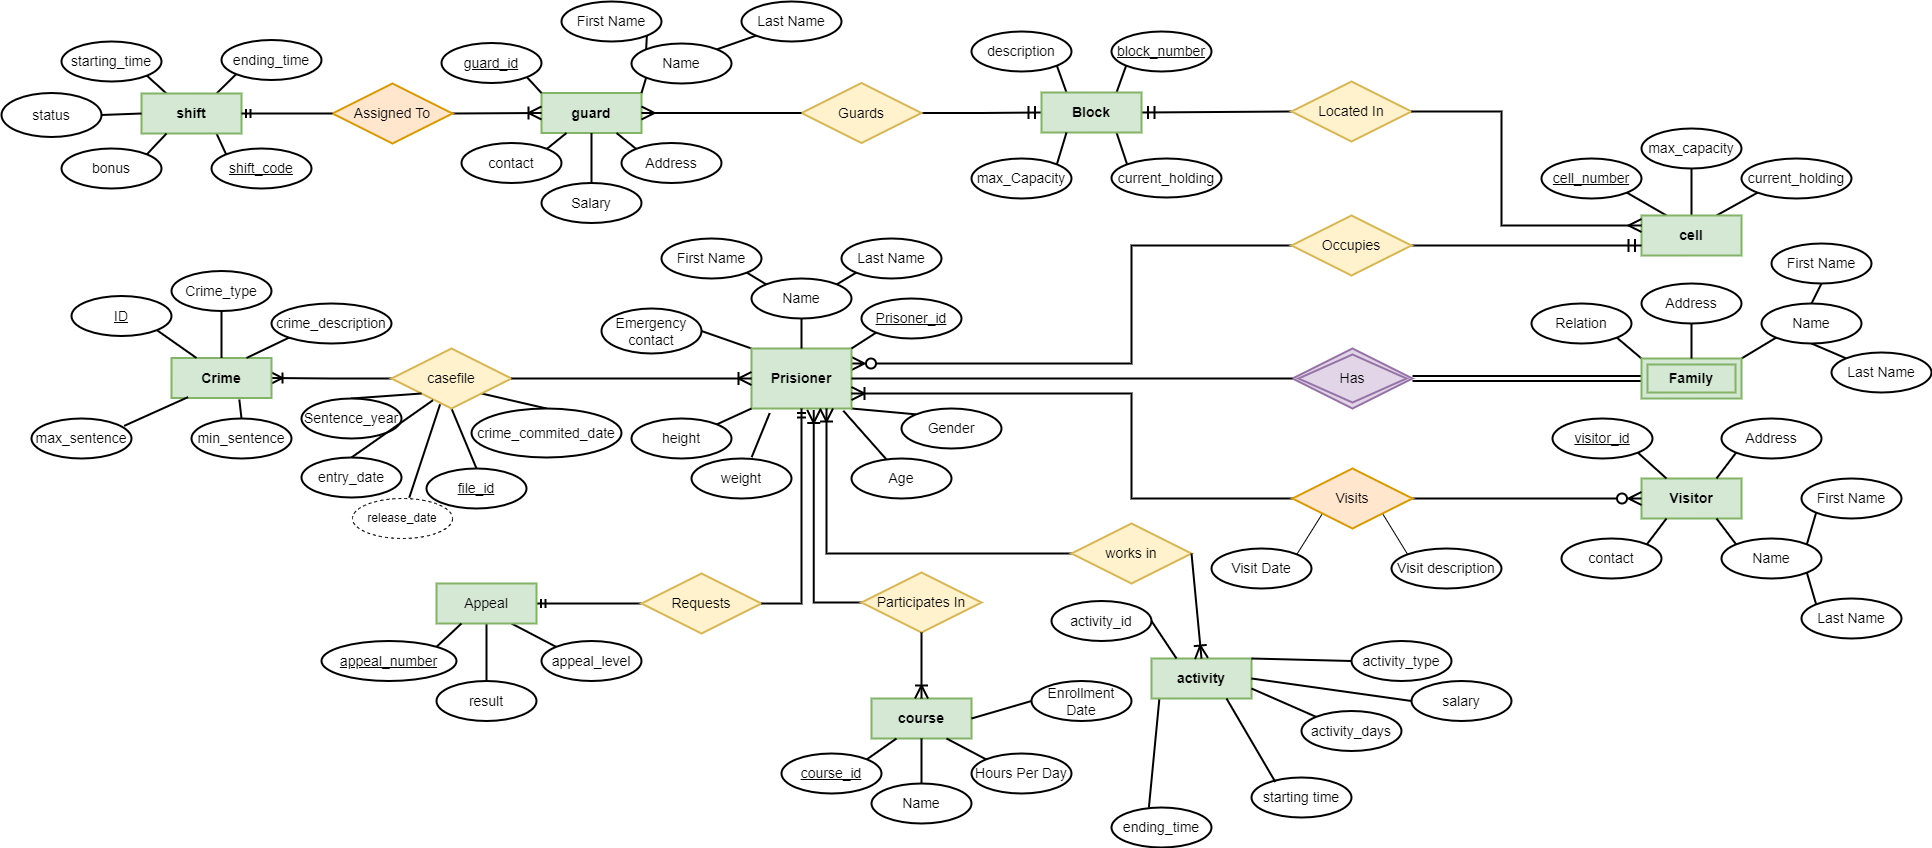 First Name
Last Name
starting_time
ending_time
guard_id
Name
description
block_number
status
shift
Assigned To
guard
Guards
Block
Located In
bonus
shift_code
contact
Address
Salary
max_Capacity
current_holding
max_capacity
cell_number
current_holding
cell
Occupies
First Name
Last Name
Name
Crime_type
ID
crime_description
Emergency
contact
Prisoner_id
First Name
Address
Relation
Name
Last Name
Crime
casefile
Prisioner
Has
Family
max_sentence
min_sentence
Sentence_year
crime_commited_date
entry_date
file_id
release_date
height
weight
Age
Gender
visitor_id
Address
Visits
Visitor
First Name
contact
Name
Last Name
Visit Date
Visit description
works in
Appeal
Requests
Participates In
appeal_number
appeal_level
result
activity_id
activity
activity_type
salary
activity_days
starting time
ending_time
course
Enrollment
Date
course_id
Hours Per Day
Name